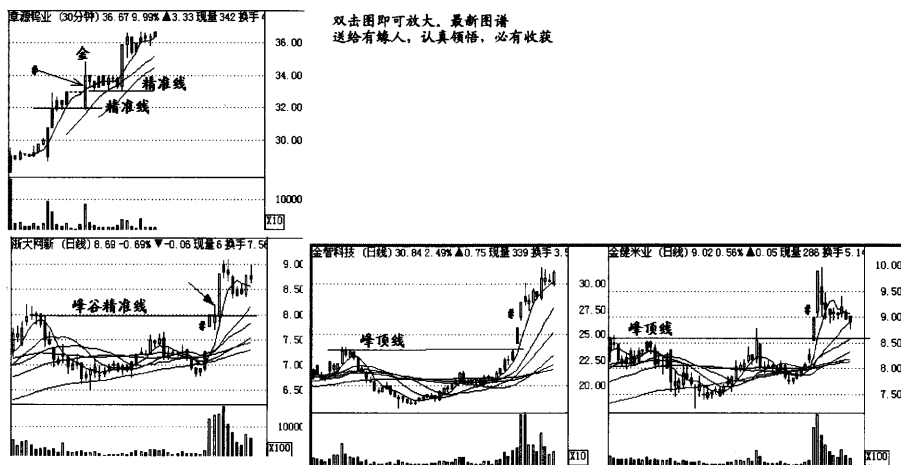 章源钨业 (30分钟) 36.67 9.99% ▲3.33 现量 342 换手
双击图即可放大。最新图谱
送给有缘人，认真领悟，必有收获
36.00
金
#
34.00
精准线
32.00
精准线
30.00
10000
X10
浙大网新 (日线) 8.69 -0.69% ▼-0.06 现量6 换手 7.56
9.00
峰谷精准线
8.50
#
8.00
7.50
7.00
6.50
10000
X100
金智科技 (日线) 30.84 2.49% ▲0.75 现量 339 换手 3.5
30.00
#
27.50
峰顶线
25.00
22.50
20.00
X10
金健米业 (日线) 9.02 0.56% ▲0.05 现量 286 换手 5.14
10.00
9.50
#
9.00
峰顶线
8.50
8.00
7.50
X100